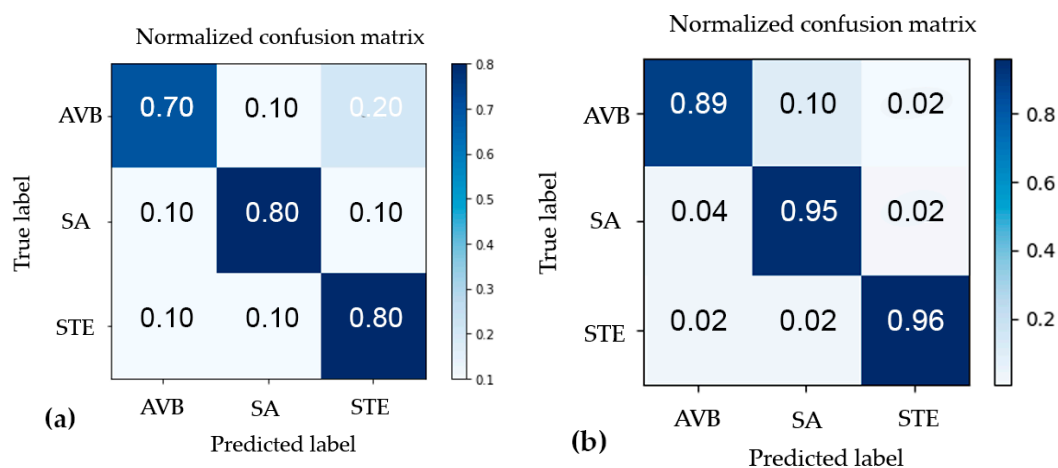 Normalized confusion matrix
True label
AVB 0.70 0.10 0.20
SA 0.10 0.80 0.10
STE 0.10 0.10 0.80
AVB SA STE
Predicted label
0.8
0.7
0.6
0.5
0.4
0.3
0.2
0.1
(a)
Normalized confusion matrix
True label
AVB 0.89 0.10 0.02
SA 0.04 0.95 0.02
STE 0.02 0.02 0.96
AVB SA STE
Predicted label
0.8
0.6
0.4
0.2
(b)